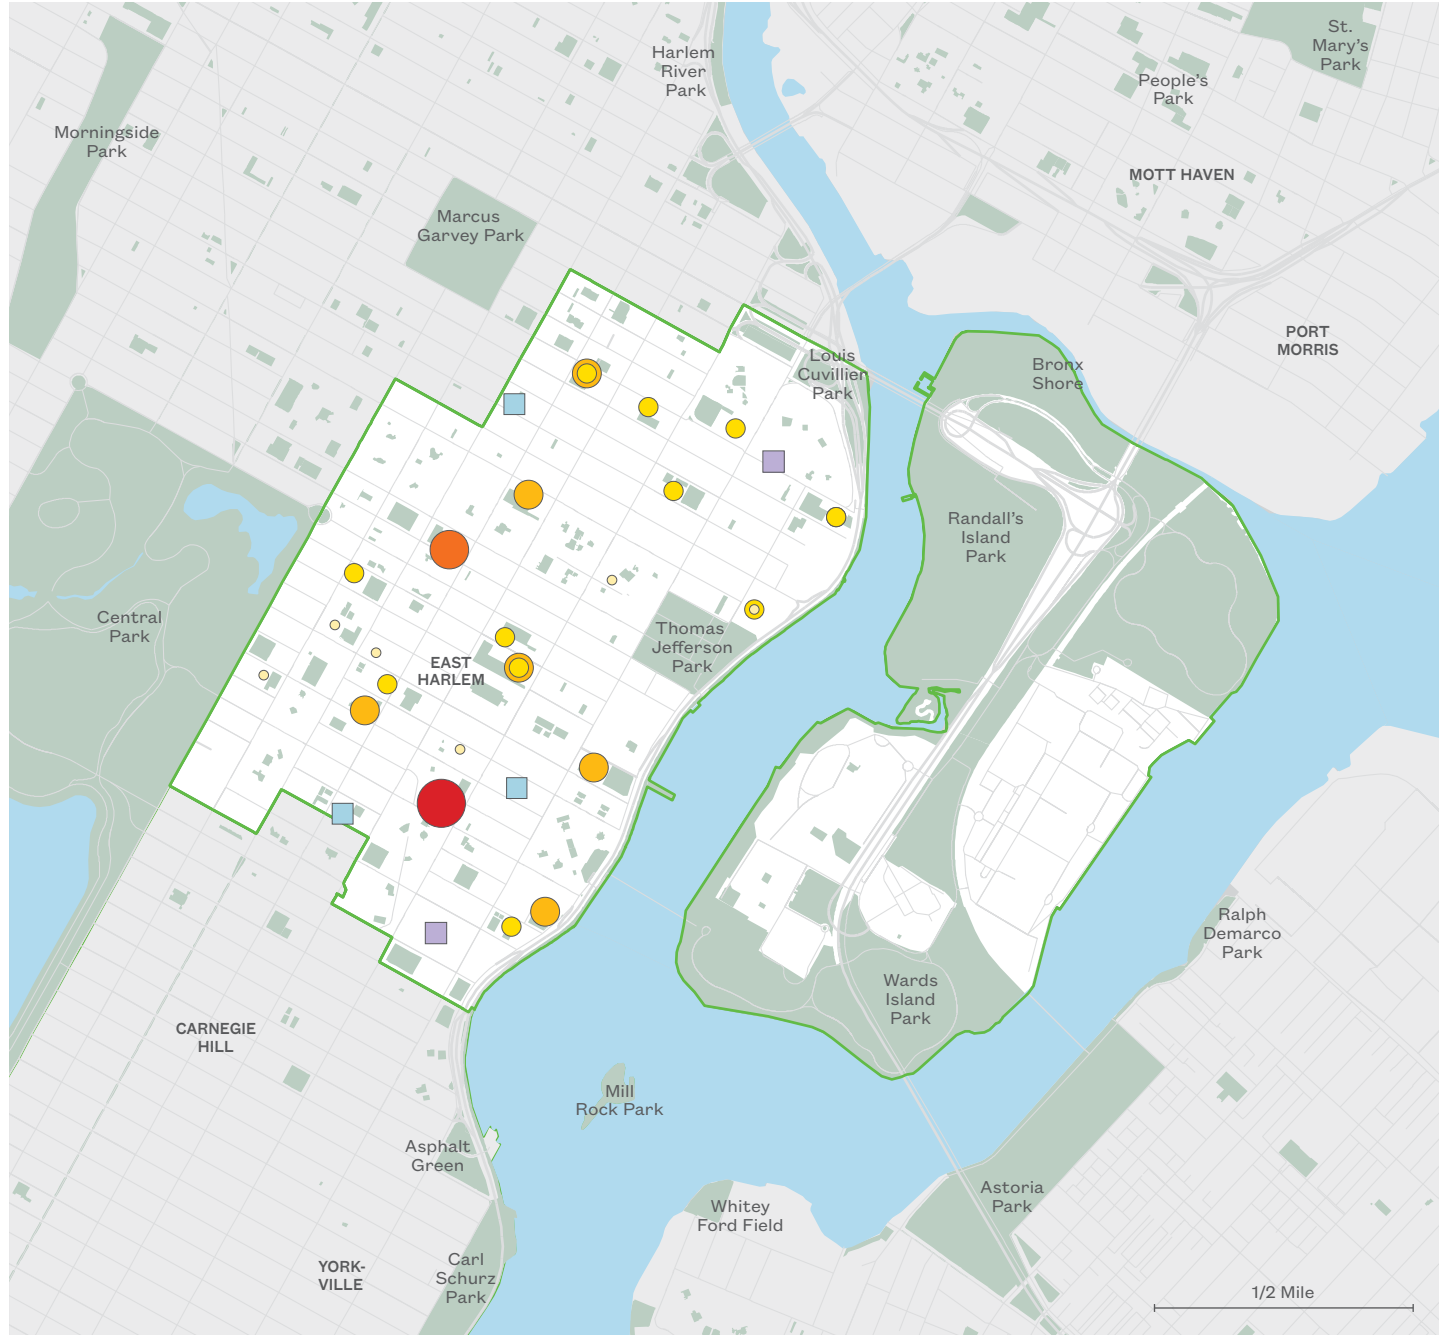 St.
Mary's
Park
Harlem
River
Park
People's
Park
Morningside
Park
MOTT HAVEN
Marcus
Garvey Park
PORT
MORRIS
Louis
Cuvillier
Park
Bronx
Shore
Randall's
Island
Park
Central
Park
Thomas
Jefferson
Park
EAST
HARLEM
Ralph
Demarco
Park
Wards
Island
Park
CARNEGIE
HILL
Mill
Rock Park
Asphalt
Green
Astoria
Park
Whitey
Ford Field
YORK-
VILLE
Carl
Schurz
Park
1/2 Mile